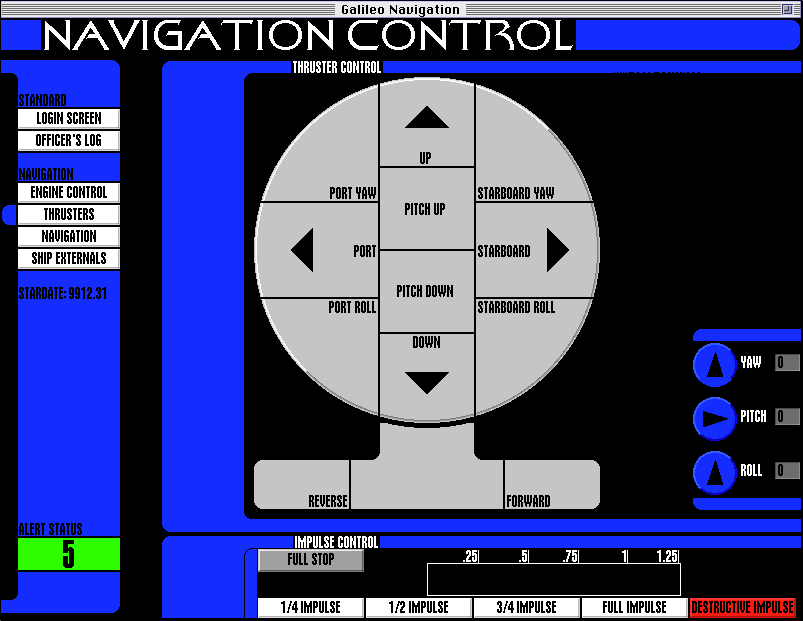 Galileo Navigation
NAVIGATION CONTROL
STANDARD
LOGIN SCREEN
OFFICER'S LOG
NAVIGATION
ENGINE CONTROL
THRUSTERS
NAVIGATION
SHIP EXTERNALS
STARDATE: 9912.31
ALERT STATUS
5
THRUSTER CONTROL
UP
PORT YAW
STARBOARD YAW
PITCH UP
PORT
STARBOARD
PITCH DOWN
PORT ROLL
STARBOARD ROLL
DOWN
REVERSE
FORWARD
YAW 0
PITCH 0
ROLL 0
IMPULSE CONTROL
FULL STOP
.25 .5 .75 1 1.25
1/4 IMPULSE
1/2 IMPULSE
3/4 IMPULSE
FULL IMPULSE
DESTRUCTIVE IMPULSE